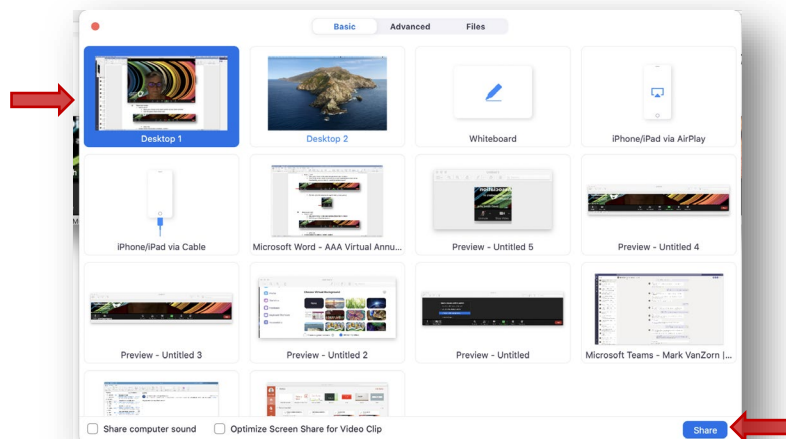 Basic Advanced Files
Desktop 1 Desktop 2 Whiteboard iPhone/iPad via AirPlay
iPhone/iPad via Cable Microsoft Word - AAA Virtual Annu... Preview - Untitled 5 Preview - Untitled 4
Preview - Untitled 3 Preview - Untitled 2 Preview - Untitled Microsoft Teams - Mark VanZorn |...
Share computer sound Optimize Screen Share for Video Clip Share